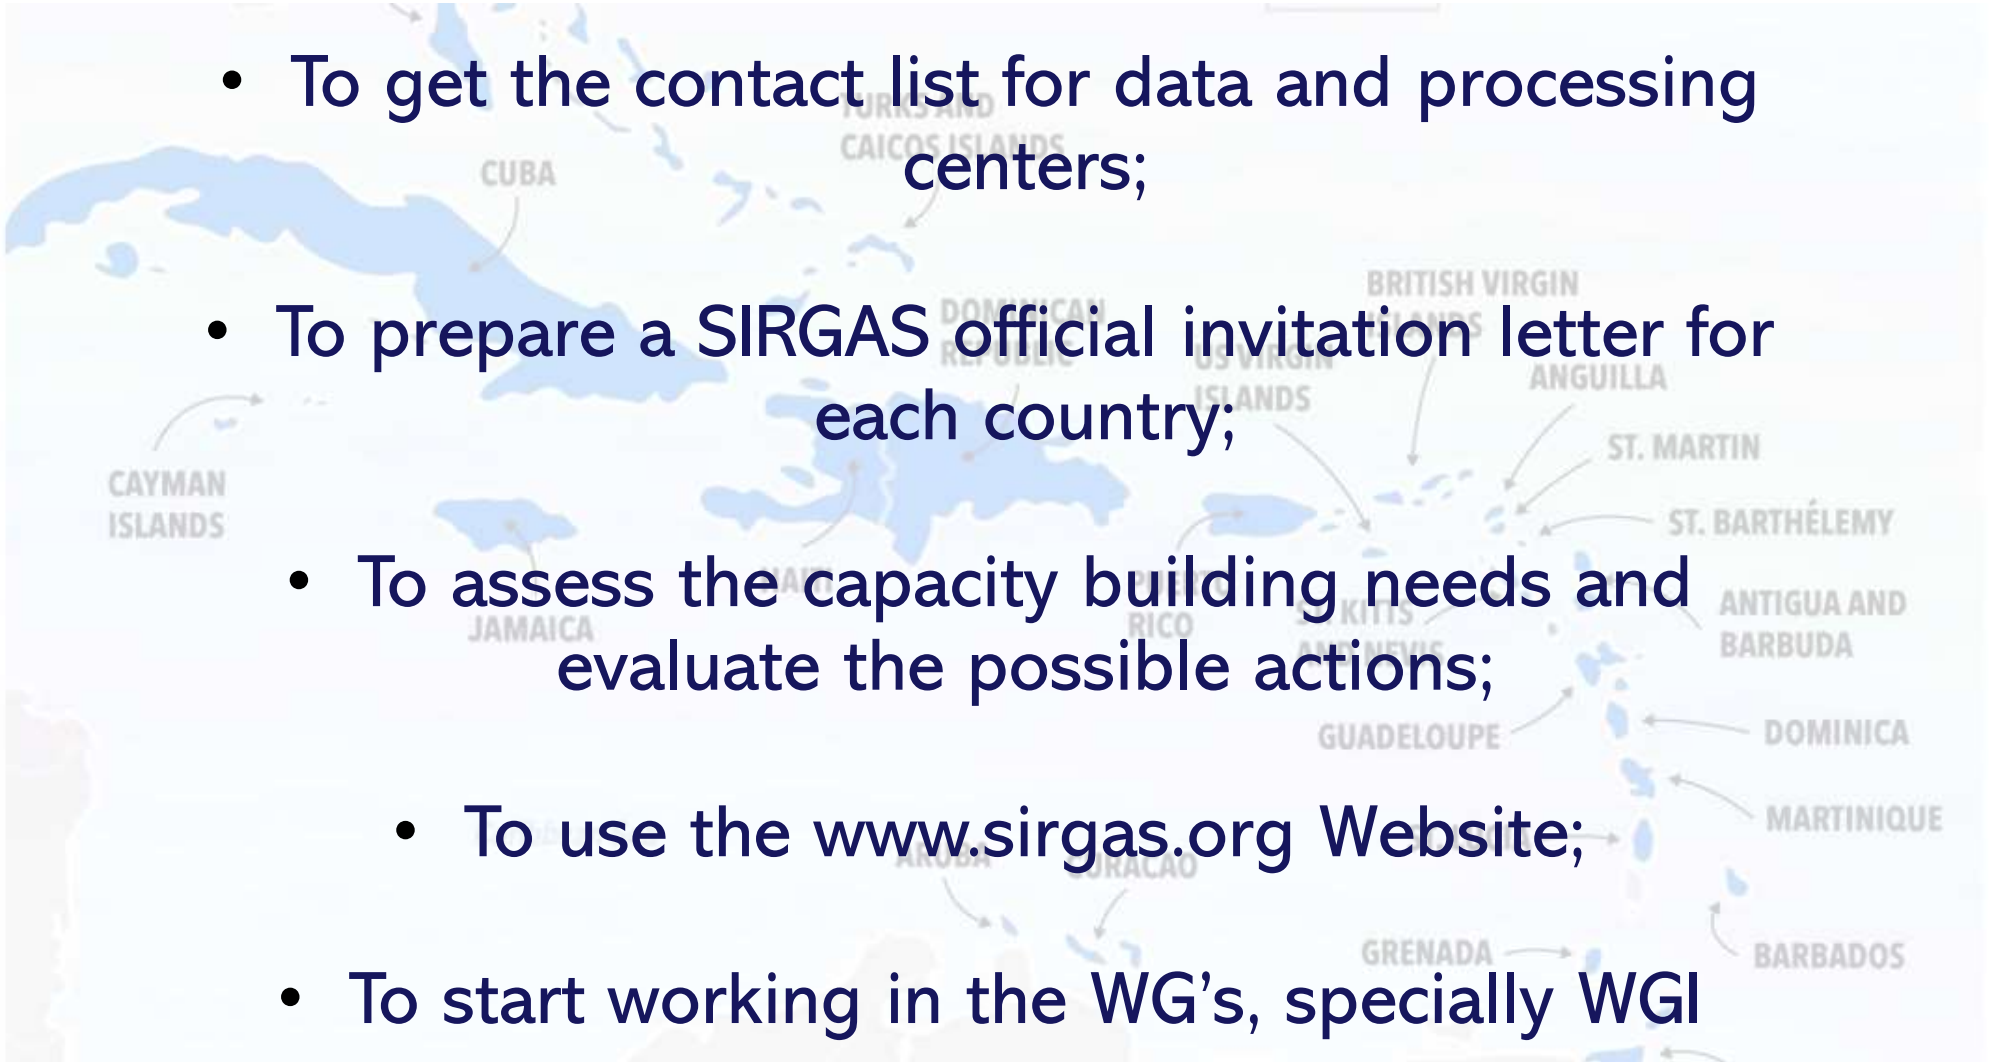 • To get the contact list for data and processing
centers;
• To prepare a SIRGAS official invitation letter for
each country;
• To assess the capacity building needs and
evaluate the possible actions;
• To use the www.sirgas.org Website;
• To start working in the WG's, specially WGI
TURKS AND
CAICOS ISLANDS
CUBA
DOMINICAN
REPUBLIC
BRITISH VIRGIN
ISLANDS
US VIRGIN
ISLANDS
ANGUILLA
ST. MARTIN
CAYMAN
ISLANDS
ST. BARTHÉLEMY
HAITI
PUERTO
RICO
JAMAICA
ST. KITTS
AND NEVIS
ANTIGUA AND
BARBUDA
GUADELOUPE
DOMINICA
MARTINIQUE
ST. LUCIA
ARUBA
CURACAO
GRENADA
BARBADOS